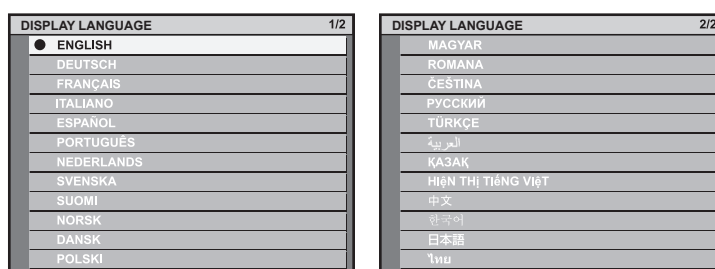 DISPLAY LANGUAGE 1/2
ENGLISH
DEUTSCH
FRANÇAIS
ITALIANO
ESPAÑOL
PORTUGUÊS
NEDERLANDS
SVENSKA
SUOMI
NORSK
DANSK
POLSKI
DISPLAY LANGUAGE 2/2
MAGYAR
ROMANA
ČEŠTINA
РУССКИЙ
TÜRKÇE
العربية
ҚАЗАҚ
HIệN THị TIếNG VIệT
中文
한국어
日本語
ไทย